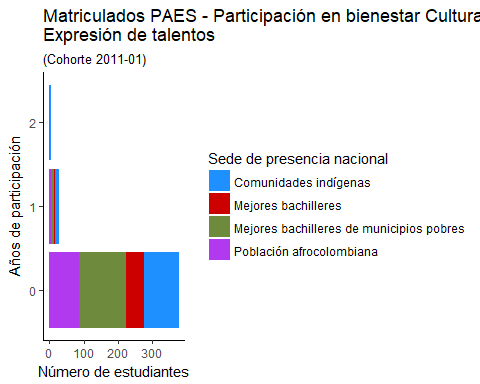 Matriculados PAES - Participación en bienestar Cultura
Expresión de talentos
(Cohorte 2011-01)
Años de participación
2
1
0
0 100 200 300
Número de estudiantes
Sede de presencia nacional
Comunidades indígenas
Mejores bachilleres
Mejores bachilleres de municipios pobres
Población afrocolombiana